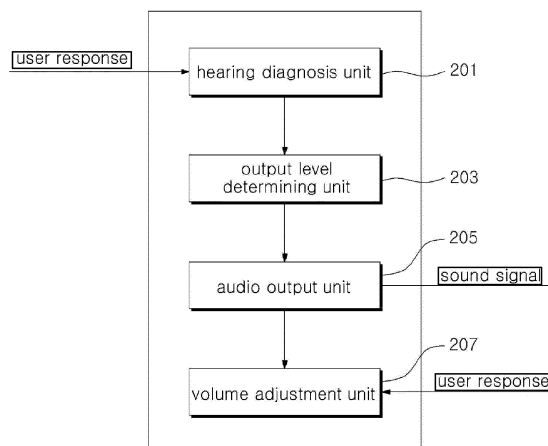 user response
hearing diagnosis unit
201
output level
determining unit
203
205
audio output unit
sound signal
207
volume adjustment unit
user response